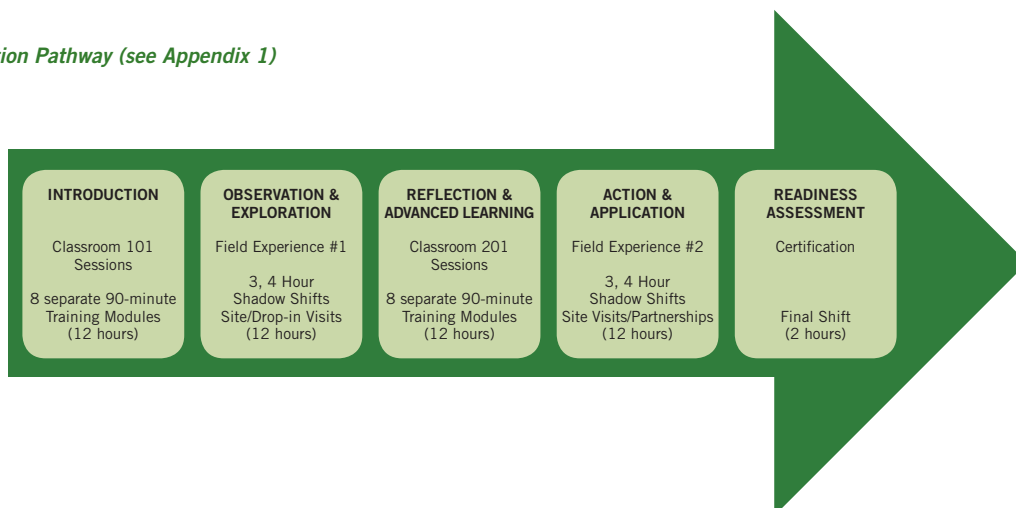 tion Pathway (see Appendix 1)
INTRODUCTION
Classroom 101
Sessions
8 separate 90-minute
Training Modules
(12 hours)
OBSERVATION &
EXPLORATION
Field Experience #1
3, 4 Hour
Shadow Shifts
Site/Drop-in Visits
(12 hours)
REFLECTION &
ADVANCED LEARNING
Classroom 201
Sessions
8 separate 90-minute
Training Modules
(12 hours)
ACTION &
APPLICATION
Field Experience #2
3, 4 Hour
Shadow Shifts
Site Visits/Partnerships
(12 hours)
READINESS
ASSESSMENT
Certification
Final Shift
(2 hours)